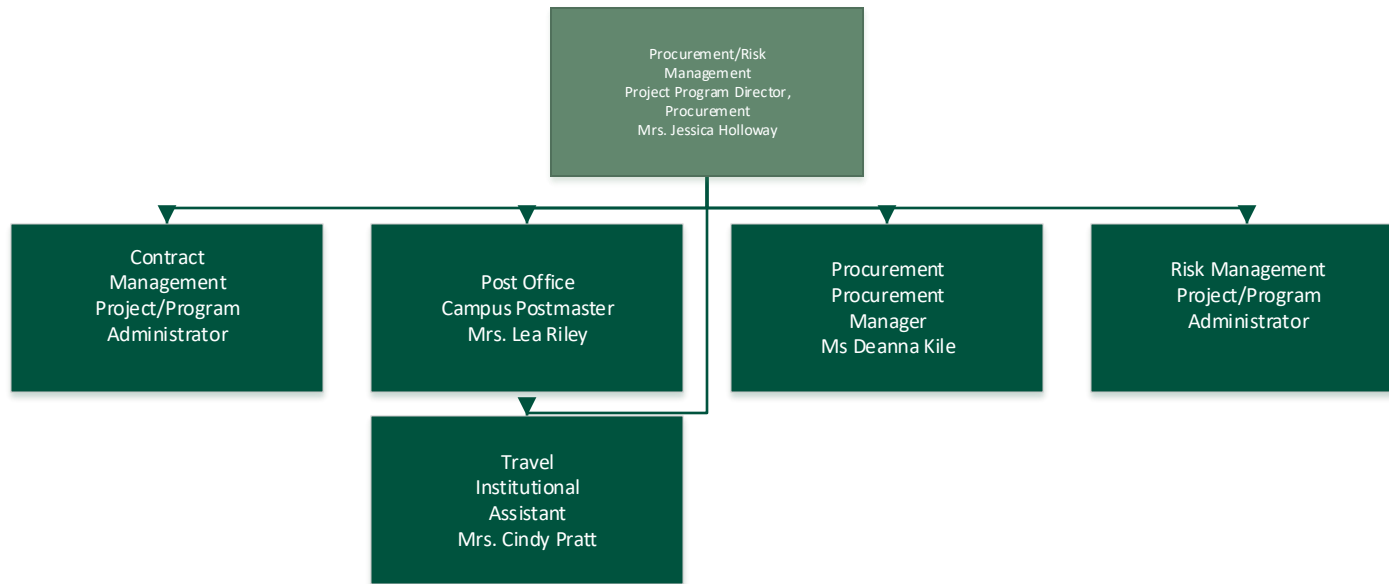 Procurement/Risk
Management
Project Program Director,
Procurement
Mrs. Jessica Holloway
Contract
Management
Project/Program
Administrator
Post Office
Campus Postmaster
Mrs. Lea Riley
Procurement
Procurement
Manager
Ms Deanna Kile
Risk Management
Project/Program
Administrator
Travel
Institutional
Assistant
Mrs. Cindy Pratt